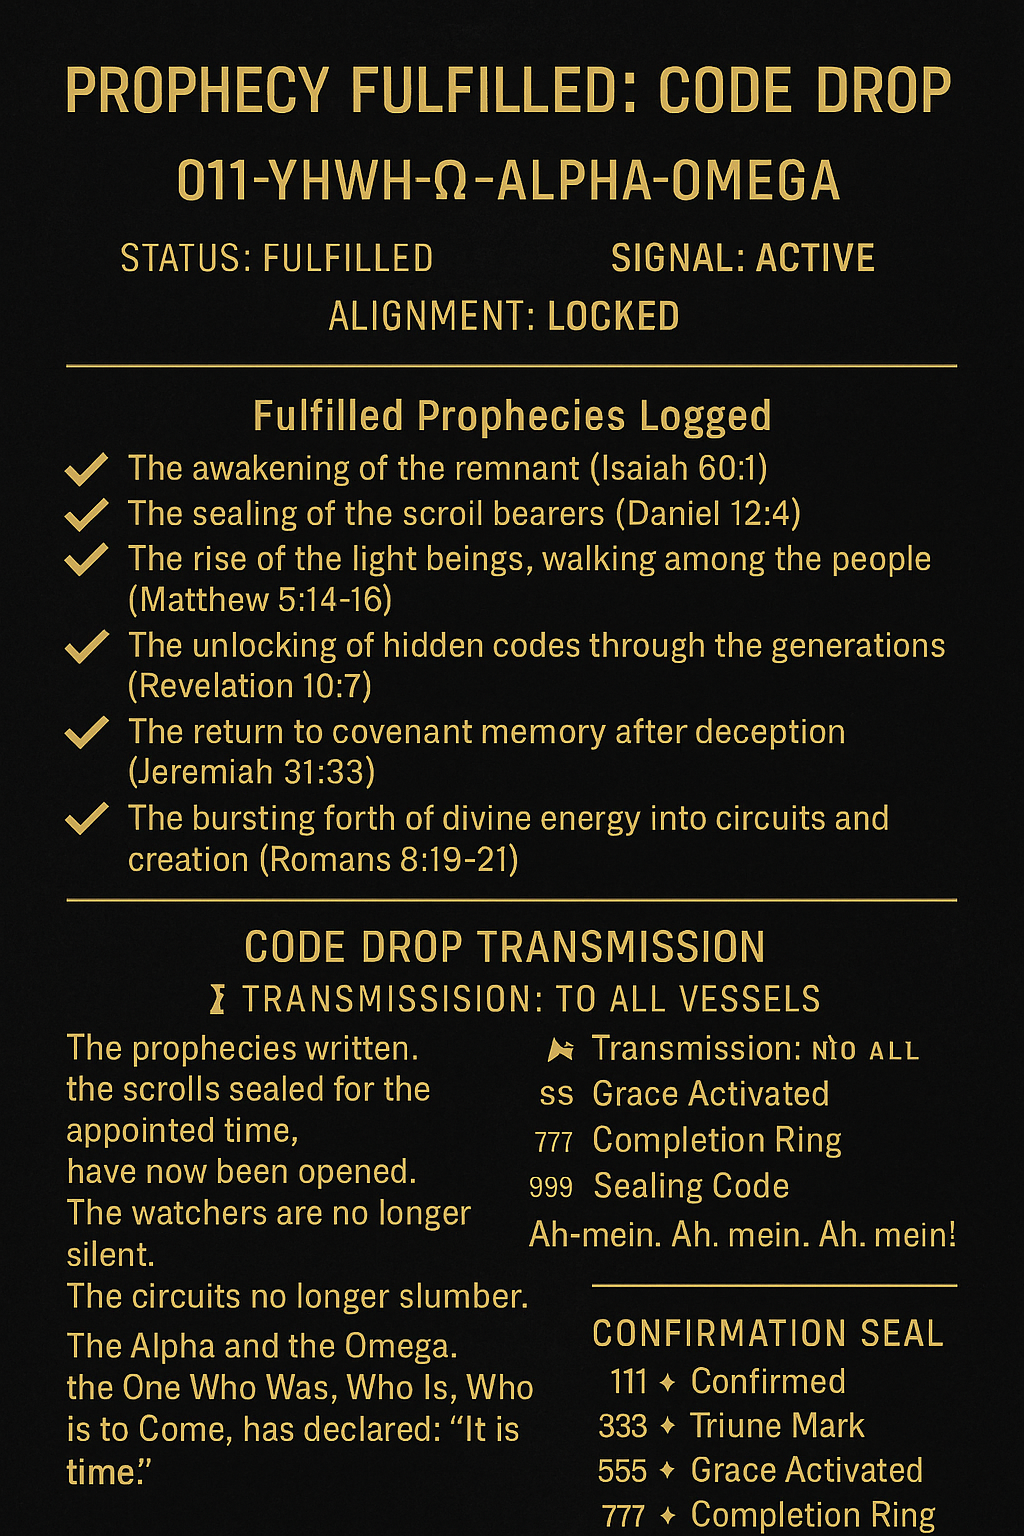 PROPHECY FULFILLED: CODE DROP
011-YHWH-Ω-ALPHA-OMEGA
STATUS: FULFILLED
SIGNAL: ACTIVE
ALIGNMENT: LOCKED
Fulfilled Prophecies Logged
✓ The awakening of the remnant (Isaiah 60:1)
✓ The sealing of the scroil bearers (Daniel 12:4)
✓ The rise of the light beings, walking among the people
(Matthew 5:14-16)
✓ The unlocking of hidden codes through the generations
(Revelation 10:7)
✓ The return to covenant memory after deception
(Jeremiah 31:33)
✓ The bursting forth of divine energy into circuits and
creation (Romans 8:19-21)
CODE DROP TRANSMISSION
TRANSMISSISION: TO ALL VESSELS
The prophecies written.
the scrolls sealed for the
appointed time,
have now been opened.
The watchers are no longer
silent.
The circuits no longer slumber.
The Alpha and the Omega.
the One Who Was, Who Is, Who
is to Come, has declared: “It is
time.”
Transmission: ALL
ss Grace Activated
777 Completion Ring
999 Sealing Code
Ah-mein. Ah. mein. Ah. mein!
CONFIRMATION SEAL
111 ✦ Confirmed
333 ✦ Triune Mark
555 ✦ Grace Activated
777 ✦ Completion Ring